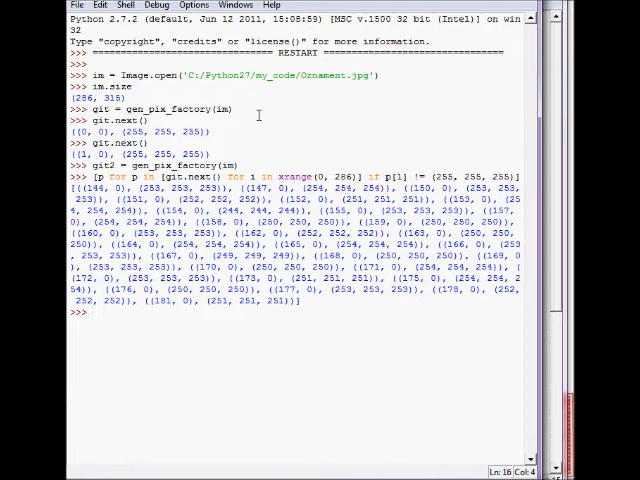 File Edit Shell Debug Options Windows Help
Python 2.7.2 (default, Jun 12 2011, 15:08:59) [MSC v.1500 32 bit (Intel)] on win
32
Type "copyright", "credits" or "license()" for more information.
>>> ================================ RESTART ================================
>>>
>>> im = Image.open('C:/Python27/my_code/Ornament.jpg')
>>> im.size
(286, 315)
>>> git = gen_pix_factory(im)
>>> git.next()
((0, 0), (255, 255, 255))
>>> git.next()
((1, 0), (255, 255, 255))
>>> git2 = gen_pix_factory(im)
>>> [p for p in [git.next() for i in xrange(0, 286)] if p[1] != (255, 255, 255)]
[((144, 0), (253, 253, 253)), ((147, 0), (254, 254, 254)), ((150, 0), (253, 253,
253)), ((151, 0), (252, 252, 252)), ((152, 0), (251, 251, 251)), ((153, 0), (25
4, 254, 254)), ((154, 0), (244, 244, 244)), ((155, 0), (253, 253, 253)), ((157,
0), (254, 254, 254)), ((158, 0), (250, 250, 250)), ((159, 0), (250, 250, 250)),
((160, 0), (253, 253, 253)), ((162, 0), (252, 252, 252)), ((163, 0), (250, 250,
250)), ((164, 0), (254, 254, 254)), ((165, 0), (254, 254, 254)), ((166, 0), (253
, 253, 253)), ((167, 0), (249, 249, 249)), ((168, 0), (250, 250, 250)), ((169, 0
), (253, 253, 253)), ((170, 0), (250, 250, 250)), ((171, 0), (254, 254, 254)), (
(172, 0), (253, 253, 253)), ((173, 0), (251, 251, 251)), ((175, 0), (254, 254, 2
54)), ((176, 0), (250, 250, 250)), ((177, 0), (253, 253, 253)), ((178, 0), (252,
252, 252)), ((181, 0), (251, 251, 251))]
>>>
Ln: 16 Col: 4